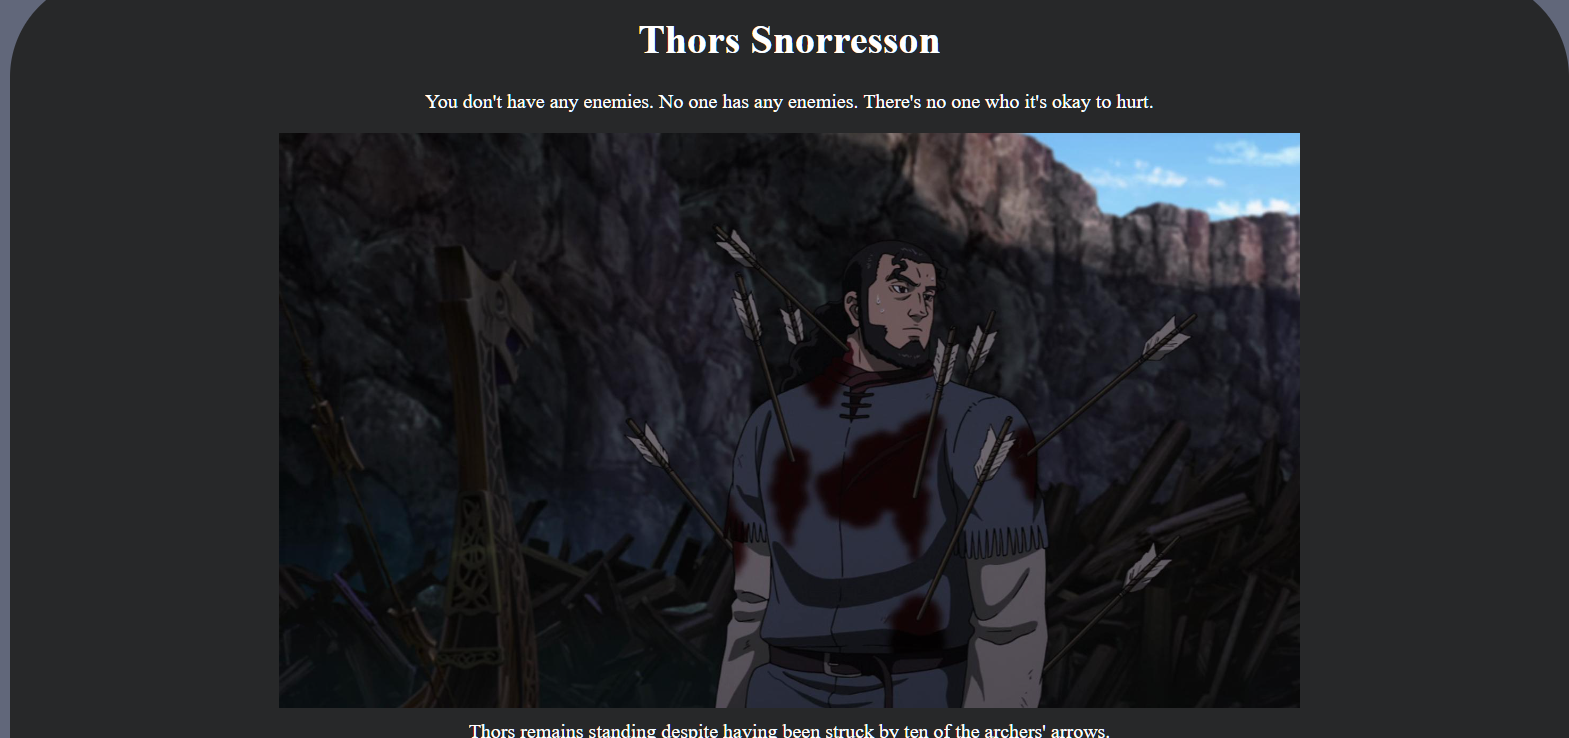 Thors Snorresson
You don't have any enemies. No one has any enemies. There's no one who it's okay to hurt.
Thors remains standing despite having been struck by ten of the archers' arrows.